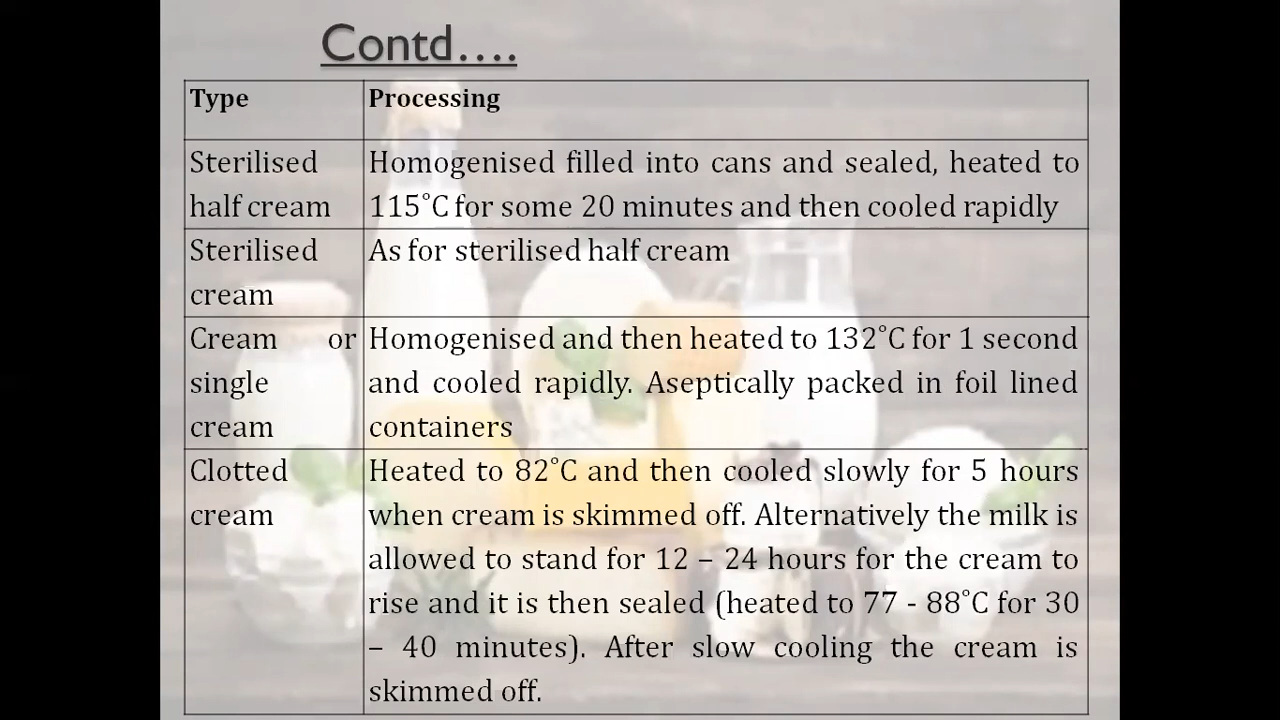 Contd....
Type Processing
Sterilised Homogenised filled into cans and sealed, heated to
half cream 115˚C for some 20 minutes and then cooled rapidly
Sterilised As for sterilised half cream
cream
Cream or Homogenised and then heated to 132˚C for 1 second
single and cooled rapidly. Aseptically packed in foil lined
cream containers
Clotted Heated to 82˚C and then cooled slowly for 5 hours
cream when cream is skimmed off. Alternatively the milk is
allowed to stand for 12 – 24 hours for the cream to
rise and it is then sealed (heated to 77 - 88˚C for 30
– 40 minutes). After slow cooling the cream is
skimmed off.